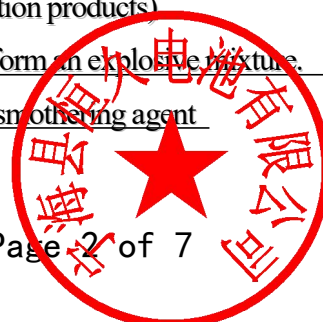 tion products)
form an explosive mixture.
smothering agent
Page 2 of 7
宁海县恒久电池有限公司